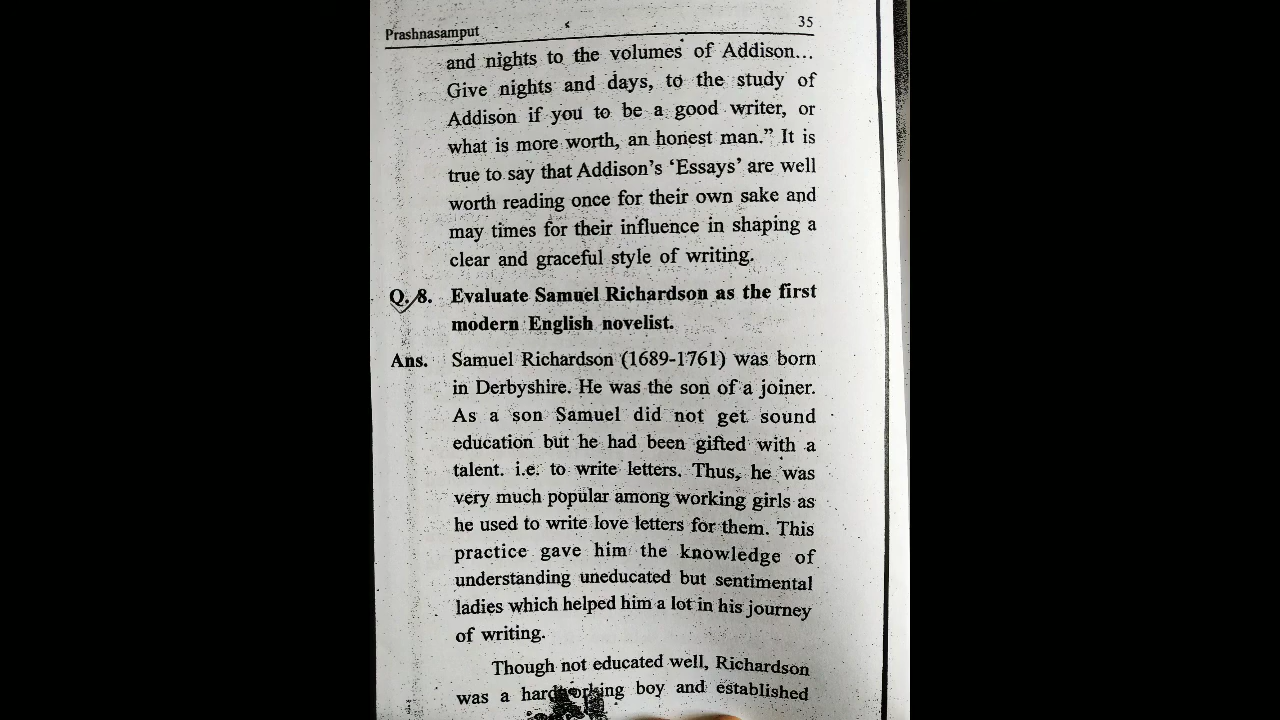 Prashnasamput 35
and nights to the volumes of Addison...
Give nights and days, to the study of
Addison if you to be a good writer, or
what is more worth, an honest man.” It is
true to say that Addison’s ‘Essays’ are well
worth reading once for their own sake and
may times for their influence in shaping a
clear and graceful style of writing.
Q. 8. Evaluate Samuel Richardson as the first
modern English novelist.
Ans. Samuel Richardson (1689-1761) was born
in Derbyshire. He was the son of a joiner.
As a son Samuel did not get sound
education but he had been gifted with a
talent. i.e. to write letters. Thus, he was
very much popular among working girls as
he used to write love letters for them. This
practice gave him the knowledge of
understanding uneducated but sentimental
ladies which helped him a lot in his journey
of writing.
Though not educated well, Richardson
was a hardworking boy and established